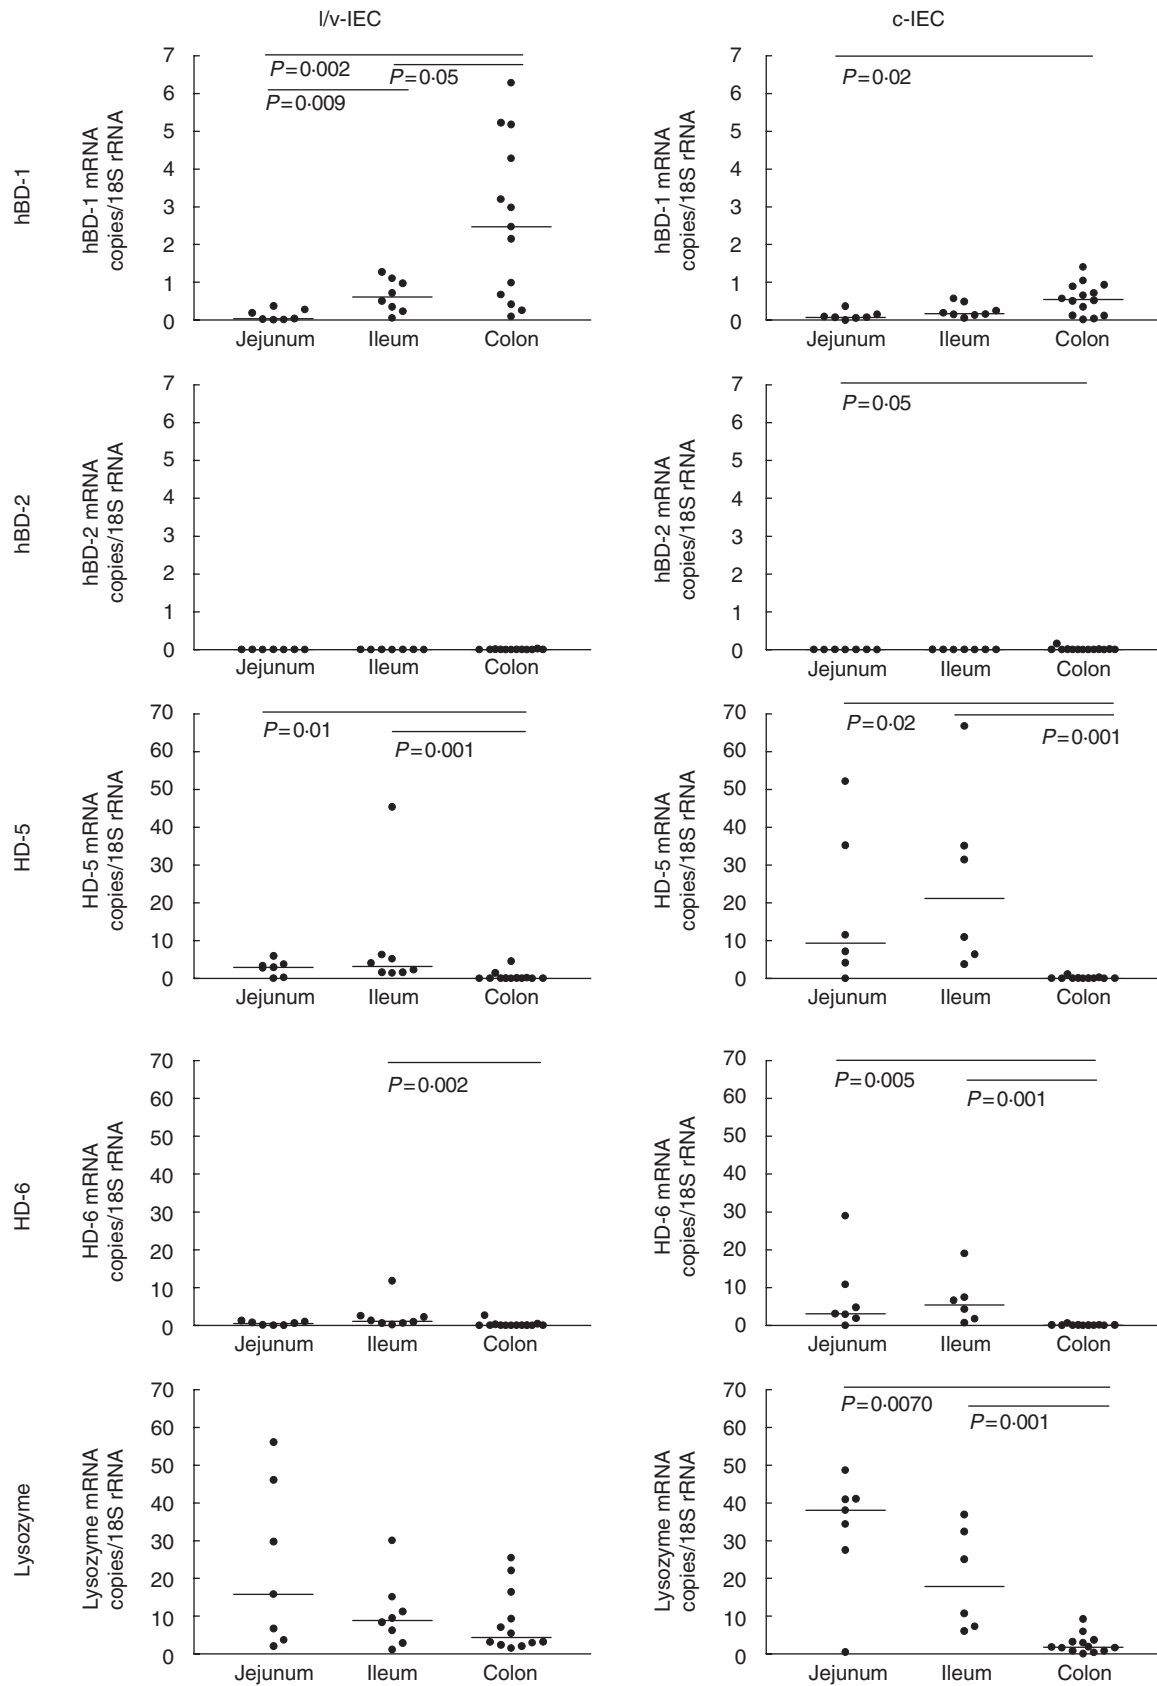 l/v-IEC
c-IEC
hBD-1
hBD-1 mRNA
copies/18S rRNA
7
6
5
4
3
2
1
0
P=0·002
P=0·05
P=0·009
Jejunum
Ileum
Colon
hBD-1 mRNA
copies/18S rRNA
7
6
5
4
3
2
1
0
P=0·02
Jejunum
Ileum
Colon
hBD-2
hBD-2 mRNA
copies/18S rRNA
7
6
5
4
3
2
1
0
Jejunum
Ileum
Colon
hBD-2 mRNA
copies/18S rRNA
7
6
5
4
3
2
1
0
P=0·05
Jejunum
Ileum
Colon
HD-5
HD-5 mRNA
copies/18S rRNA
70
60
50
40
30
20
10
0
P=0·01
P=0·001
Jejunum
Ileum
Colon
HD-5 mRNA
copies/18S rRNA
70
60
50
40
30
20
10
0
P=0·02
P=0·001
Jejunum
Ileum
Colon
HD-6
HD-6 mRNA
copies/18S rRNA
70
60
50
40
30
20
10
0
P=0·002
Jejunum
Ileum
Colon
HD-6 mRNA
copies/18S rRNA
70
60
50
40
30
20
10
0
P=0·005
P=0·001
Jejunum
Ileum
Colon
Lysozyme
Lysozyme mRNA
copies/18S rRNA
70
60
50
40
30
20
10
0
Jejunum
Ileum
Colon
Lysozyme mRNA
copies/18S rRNA
70
60
50
40
30
20
10
0
P=0·0070
P=0·001
Jejunum
Ileum
Colon